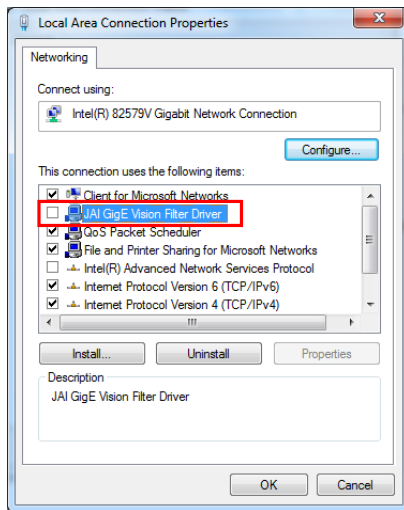 Local Area Connection Properties
Networking
Connect using:
Intel(R) 82579V Gigabit Network Connection
Configure...
This connection uses the following items:
Client for Microsoft Networks
JAI GigE Vision Filter Driver
QoS Packet Scheduler
File and Printer Sharing for Microsoft Networks
Intel(R) Advanced Network Services Protocol
Internet Protocol Version 6 (TCP/IPv6)
Internet Protocol Version 4 (TCP/IPv4)
Install... Uninstall Properties
Description
JAI GigE Vision Filter Driver
OK Cancel